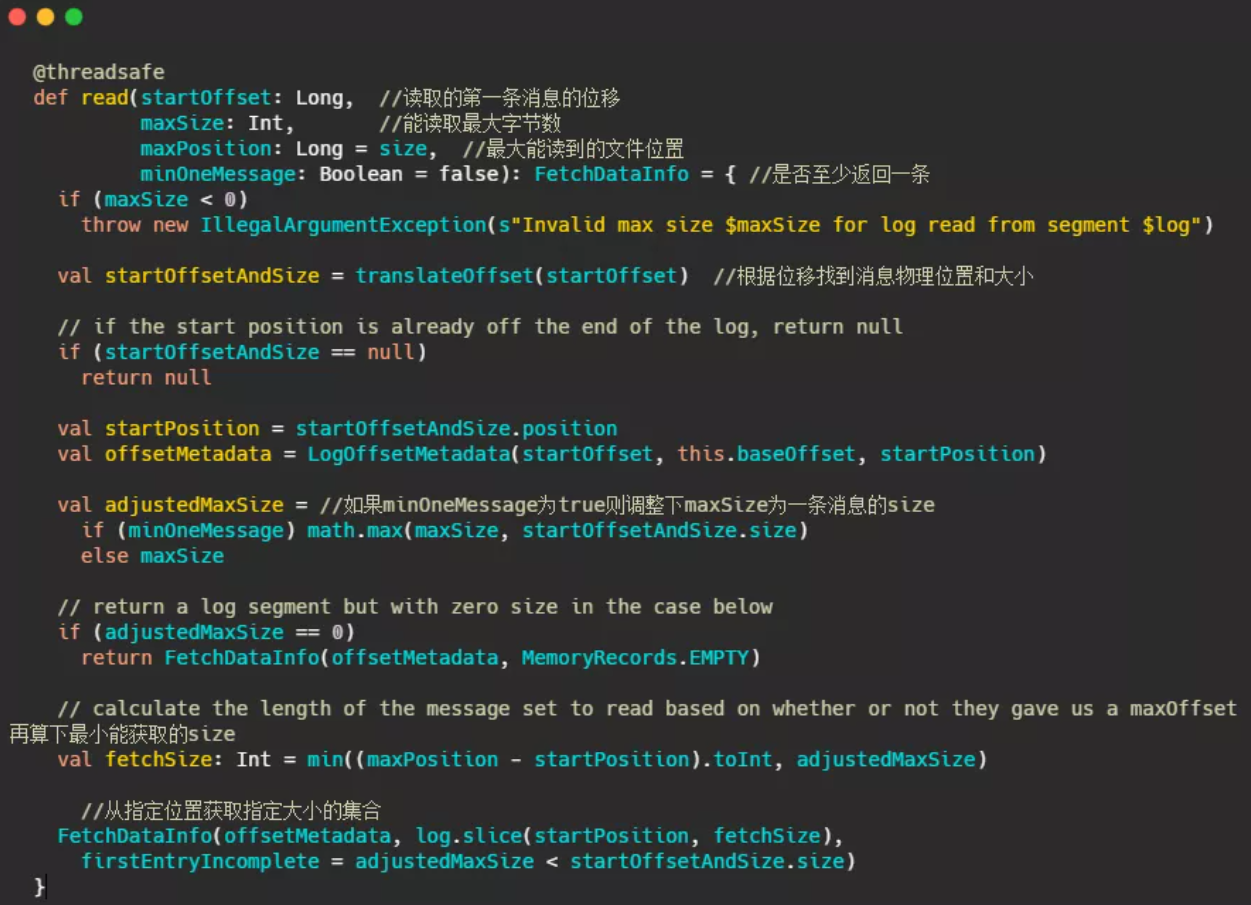 @threadsafe
def read(startOffset: Long,  //读取的第一条消息的位移
         maxSize: Int,       //能读取最大字节数
         maxPosition: Long = size,  //最大能读到的文件位置
         minOneMessage: Boolean = false): FetchDataInfo = { //是否至少返回一条
  if (maxSize < 0)
    throw new IllegalArgumentException(s"Invalid max size $maxSize for log read from segment $log")

  val startOffsetAndSize = translateOffset(startOffset)  //根据位移找到消息物理位置和大小

  // if the start position is already off the end of the log, return null
  if (startOffsetAndSize == null)
    return null

  val startPosition = startOffsetAndSize.position
  val offsetMetadata = LogOffsetMetadata(startOffset, this.baseOffset, startPosition)

  val adjustedMaxSize = //如果minOneMessage为true则调整下maxSize为一条消息的size
    if (minOneMessage) math.max(maxSize, startOffsetAndSize.size)
    else maxSize

  // return a log segment but with zero size in the case below
  if (adjustedMaxSize == 0)
    return FetchDataInfo(offsetMetadata, MemoryRecords.EMPTY)

  // calculate the length of the message set to read based on whether or not they gave us a maxOffset
再算下最小能获取的size
  val fetchSize: Int = min((maxPosition - startPosition).toInt, adjustedMaxSize)

    //从指定位置获取指定大小的集合
  FetchDataInfo(offsetMetadata, log.slice(startPosition, fetchSize),
    firstEntryIncomplete = adjustedMaxSize < startOffsetAndSize.size)
}